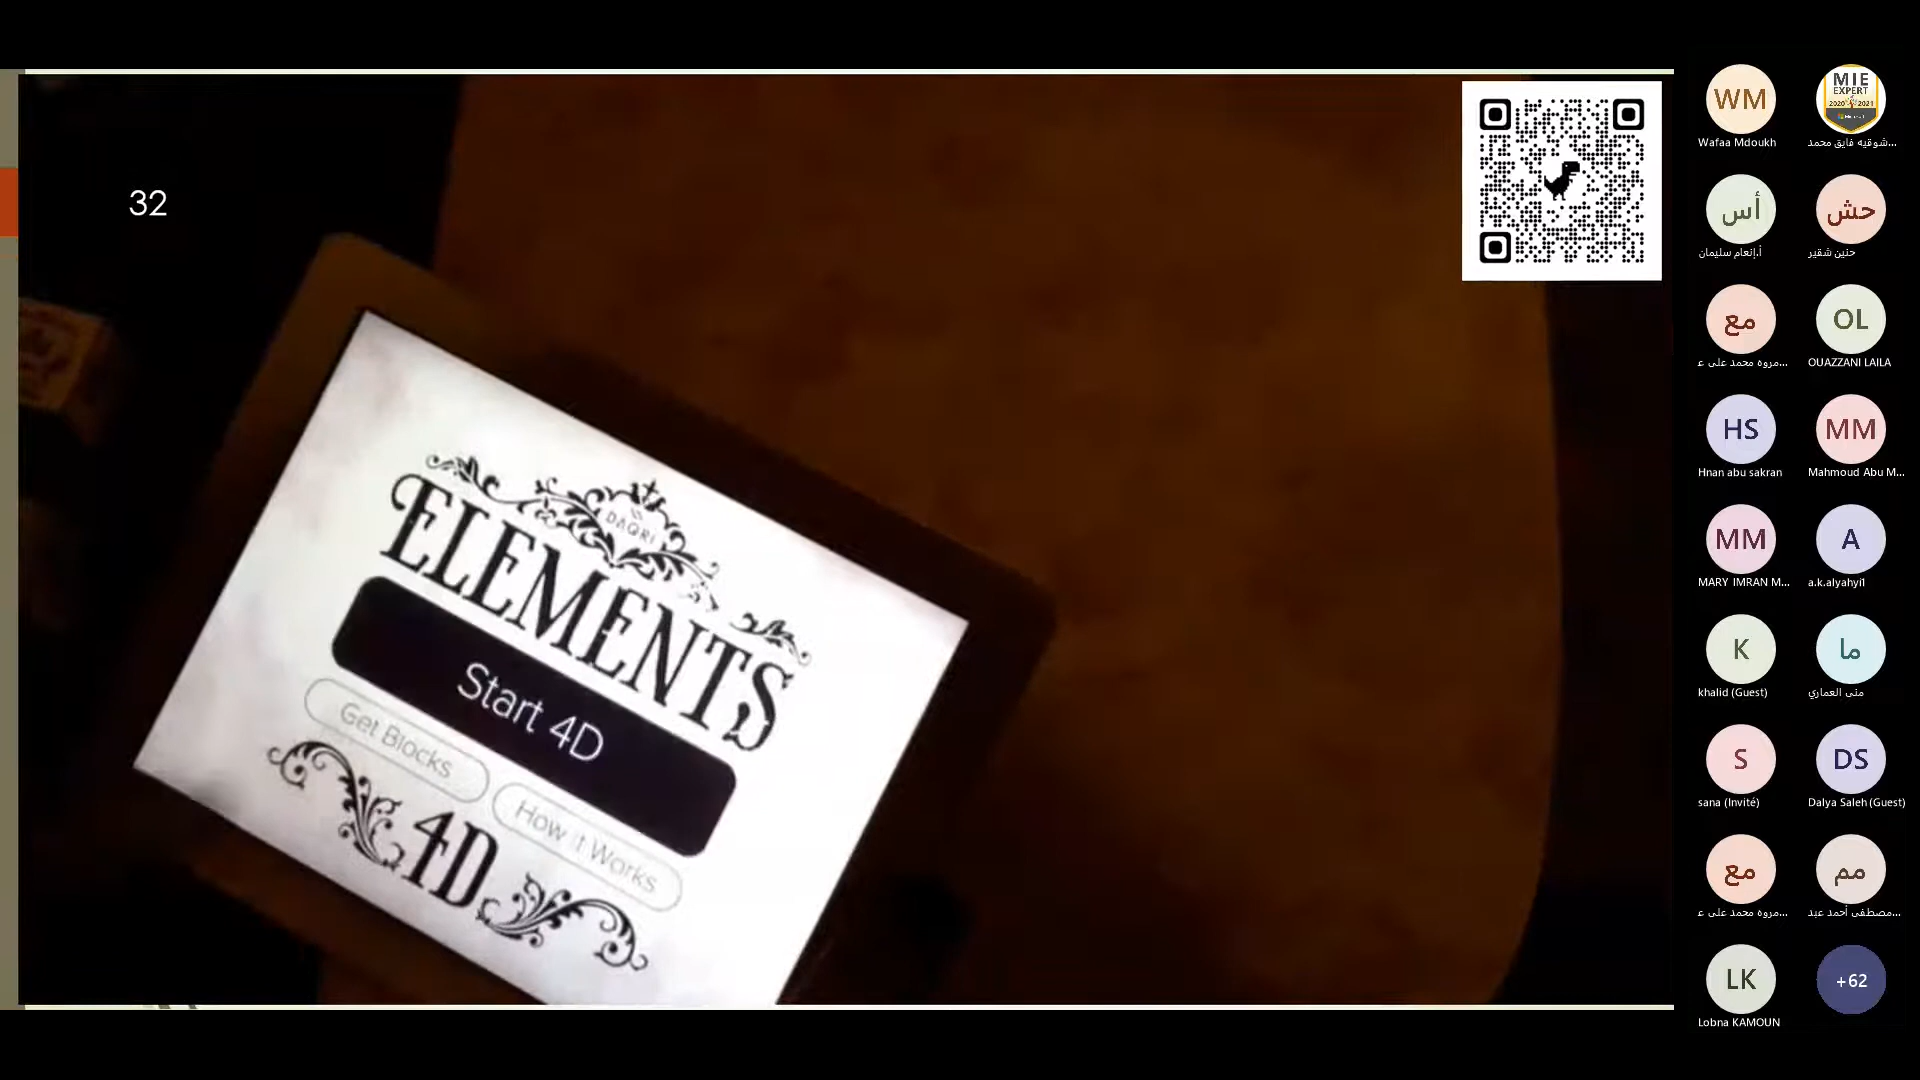 32
DAQRI
ELEMENTS
Start 4D
Get Blocks
How it Works
4D
WM
Wafaa Mdoukh
MIE
EXPERT
2020 2021
Microsoft
شوقيه فايق محمد...
أس
أ.إنعام سليمان
حش
حنين شقير
مع
مروه محمد على ع...
OL
OUAZZANI LAILA
HS
Hnan abu sakran
MM
Mahmoud Abu M...
MM
MARY IMRAN M...
A
a.k.alyahyi1
K
khalid (Guest)
ما
منى العماري
S
sana (Invité)
DS
Dalya Saleh (Guest)
مع
مروه محمد على ع...
مم
مصطفى أحمد عبد...
LK
Lobna KAMOUN
+62